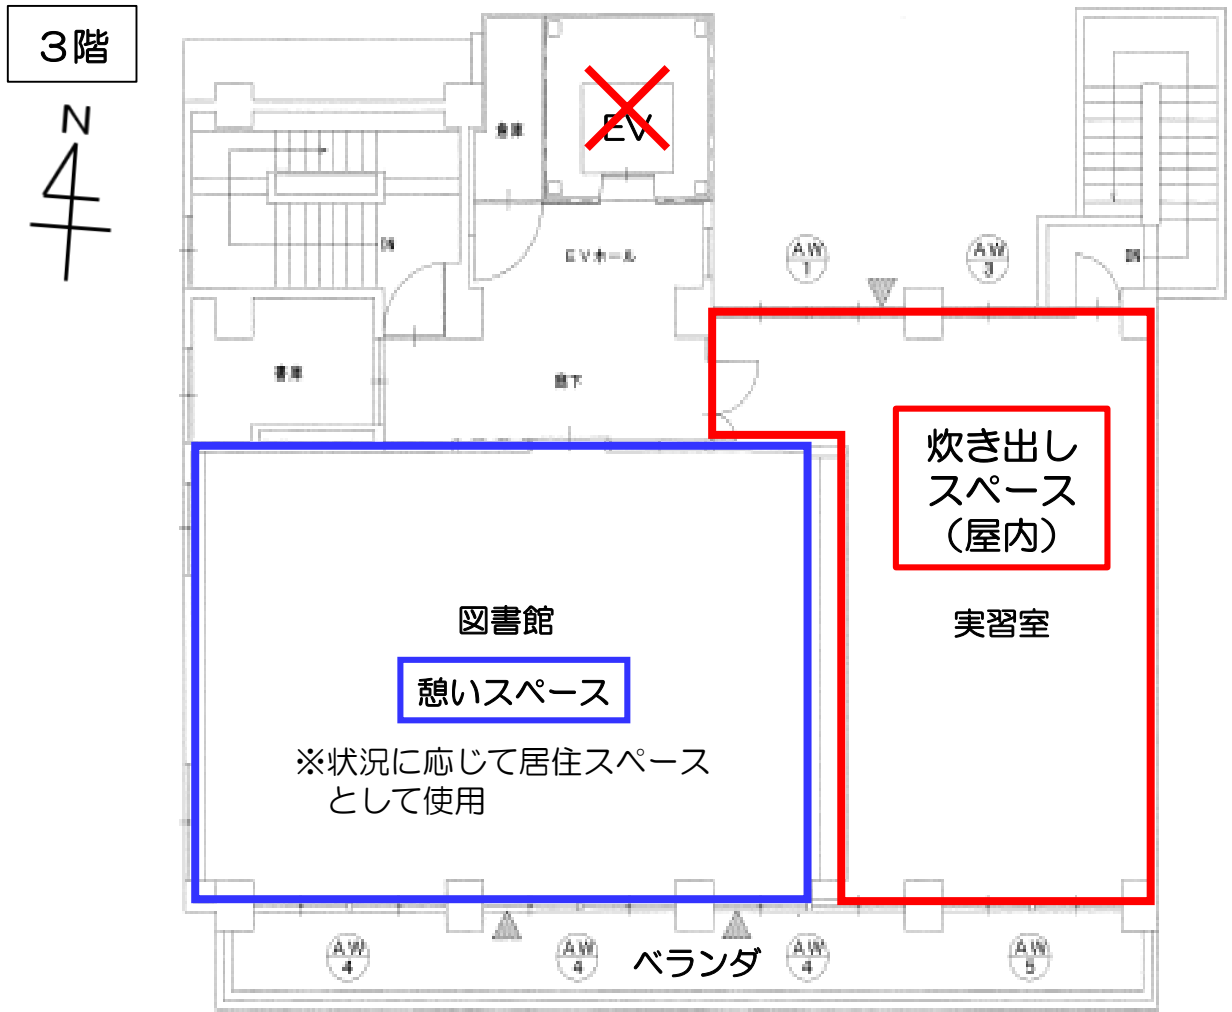 3階
N
EV
倉庫
階
EVホール
AW
1
AW
3
階
書庫
廊下
炊き出し
スペース
（屋内）
図書館
実習室
憩いスペース
※状況に応じて居住スペース
として使用
AW
4
AW
4
ベランダ
AW
4
AW
5